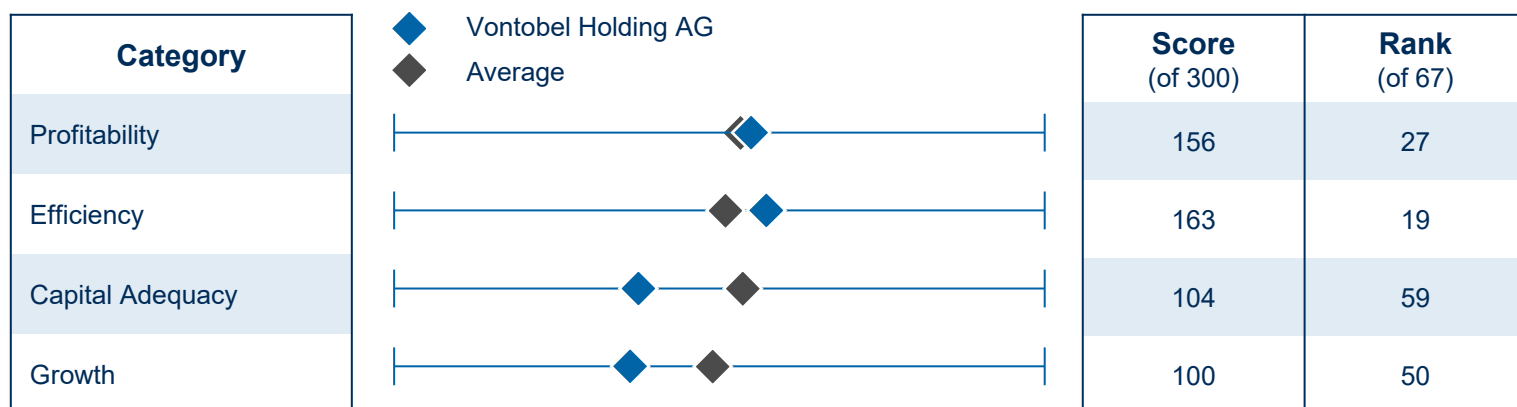 Category
Vontobel Holding AG
Average
Score
(of 300)
Rank
(of 67)
Profitability
156
27
Efficiency
163
19
Capital Adequacy
104
59
Growth
100
50